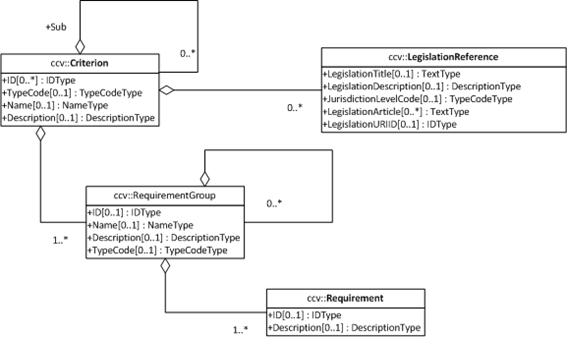 +Sub
0..*
ccv::Criterion
+ID[0..*] : IDType
+TypeCode[0..1] : TypeCodeType
+Name[0..1] : NameType
+Description[0..1] : DescriptionType
ccv::LegislationReference
+LegislationTitle[0..1] : TextType
+LegislationDescription[0..1] : DescriptionType
+JurisdictionLevelCode[0..1] : TypeCodeType
+LegislationArticle[0..*] : TextType
+LegislationURIID[0..1] : IDType
0..*
ccv::RequirementGroup
+ID[0..1] : IDType
+Name[0..1] : NameType
+Description[0..1] : DescriptionType
+TypeCode[0..1] : TypeCodeType
0..*
1..*
ccv::Requirement
+ID[0..1] : IDType
+Description[0..1] : DescriptionType
1..*